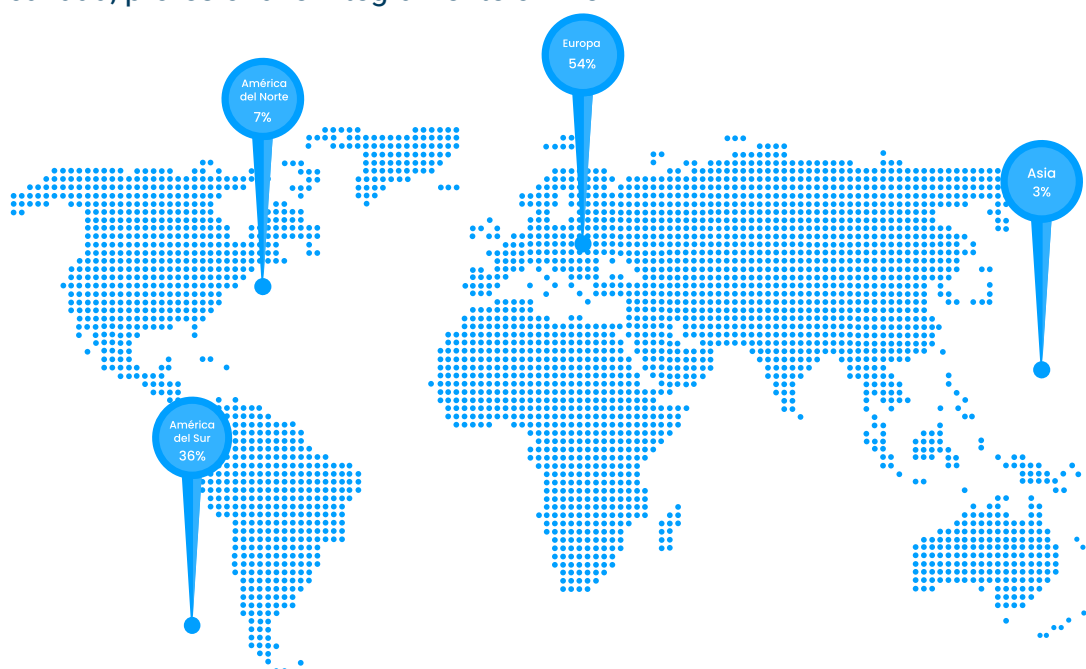 Europa
54%
América
del Norte
7%
Asia
3%
América
del Sur
36%